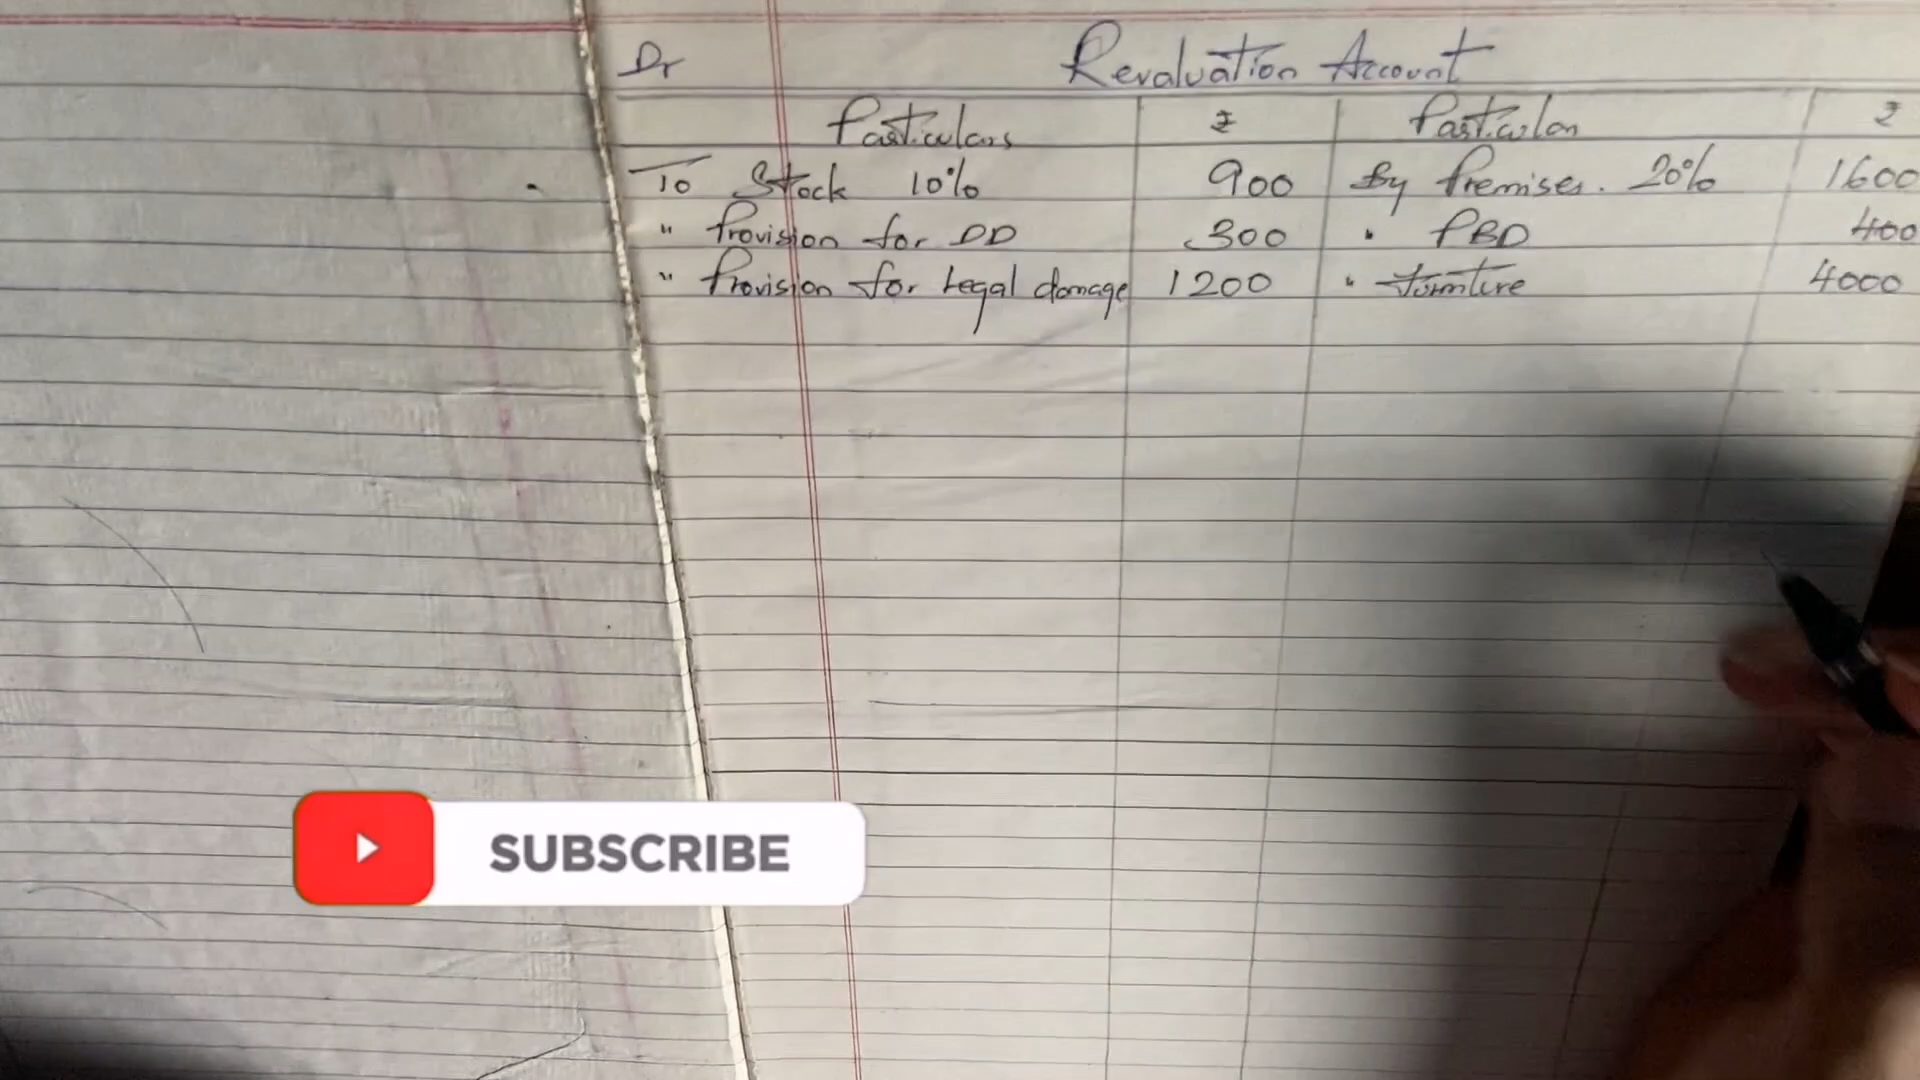 Dr Revaluation Account
Particulars ₹ Particulars ₹
To Stock 10% 900 By Premises. 20% 1600
" Provision for DD 300 " PBD 400
" Provision for Legal damage 1200 " furniture 4000
SUBSCRIBE